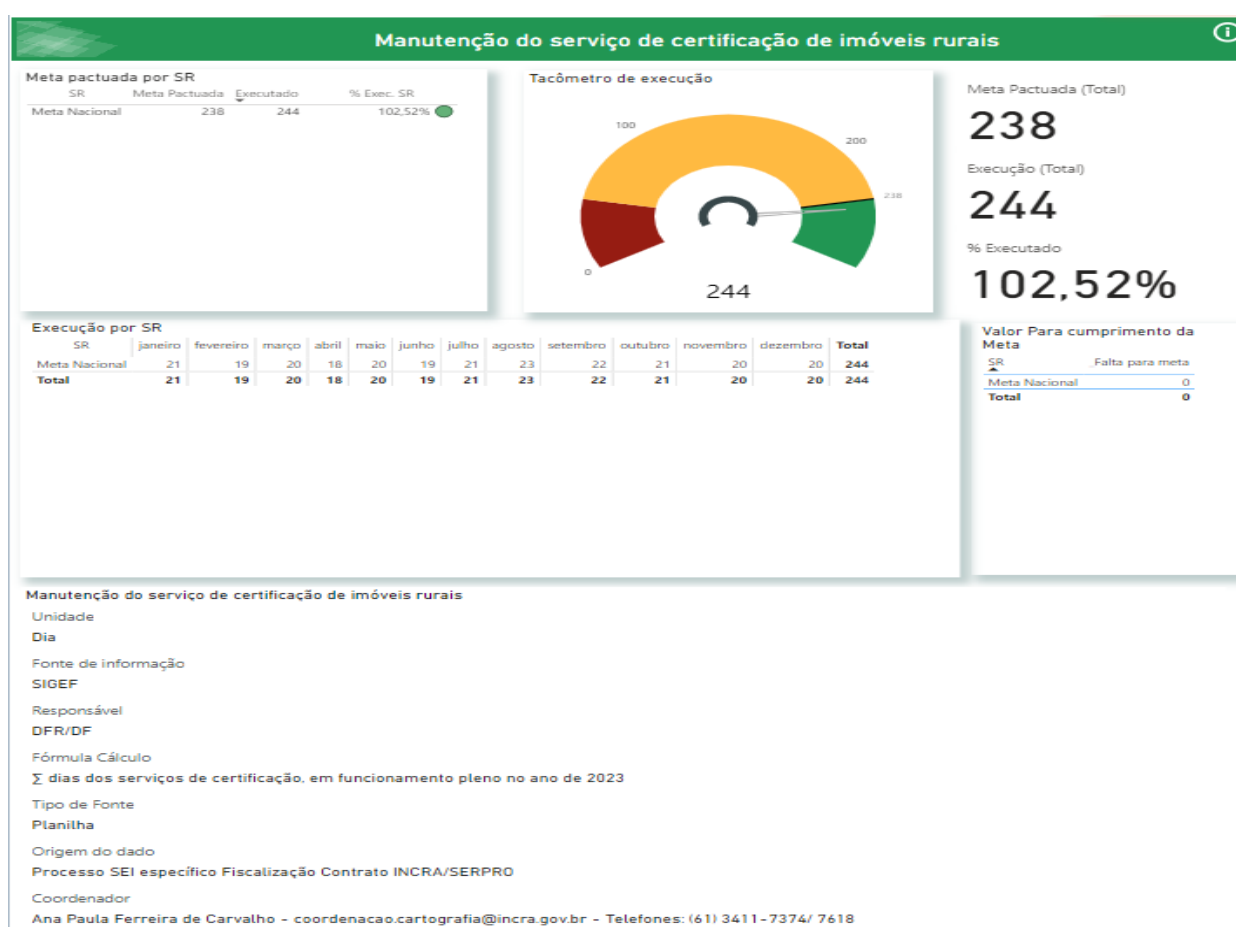 Manutenção do serviço de certificação de imóveis rurais
Meta pactuada por SR
SR Meta Pactuada Executado % Exec. SR
Meta Nacional 238 244 102,52%
Tacômetro de execução
0
100
200
238
244
Meta Pactuada (Total)
238
Execução (Total)
244
% Executado
102,52%
Execução por SR
SR janeiro fevereiro março abril maio junho julho agosto setembro outubro novembro dezembro Total
Meta Nacional 21 19 20 18 20 19 21 23 22 21 20 20 244
Total 21 19 20 18 20 19 21 23 22 21 20 20 244
Valor Para cumprimento da
Meta
SR Falta para meta
Meta Nacional 0
Total 0
Manutenção do serviço de certificação de imóveis rurais
Unidade
Dia
Fonte de informação
SIGEF
Responsável
DFR/DF
Fórmula Cálculo
∑ dias dos serviços de certificação, em funcionamento pleno no ano de 2023
Tipo de Fonte
Planilha
Origem do dado
Processo SEI específico Fiscalização Contrato INCRA/SERPRO
Coordenador
Ana Paula Ferreira de Carvalho - coordenacao.cartografia@incra.gov.br - Telefones: (61) 3411-7374/ 7618